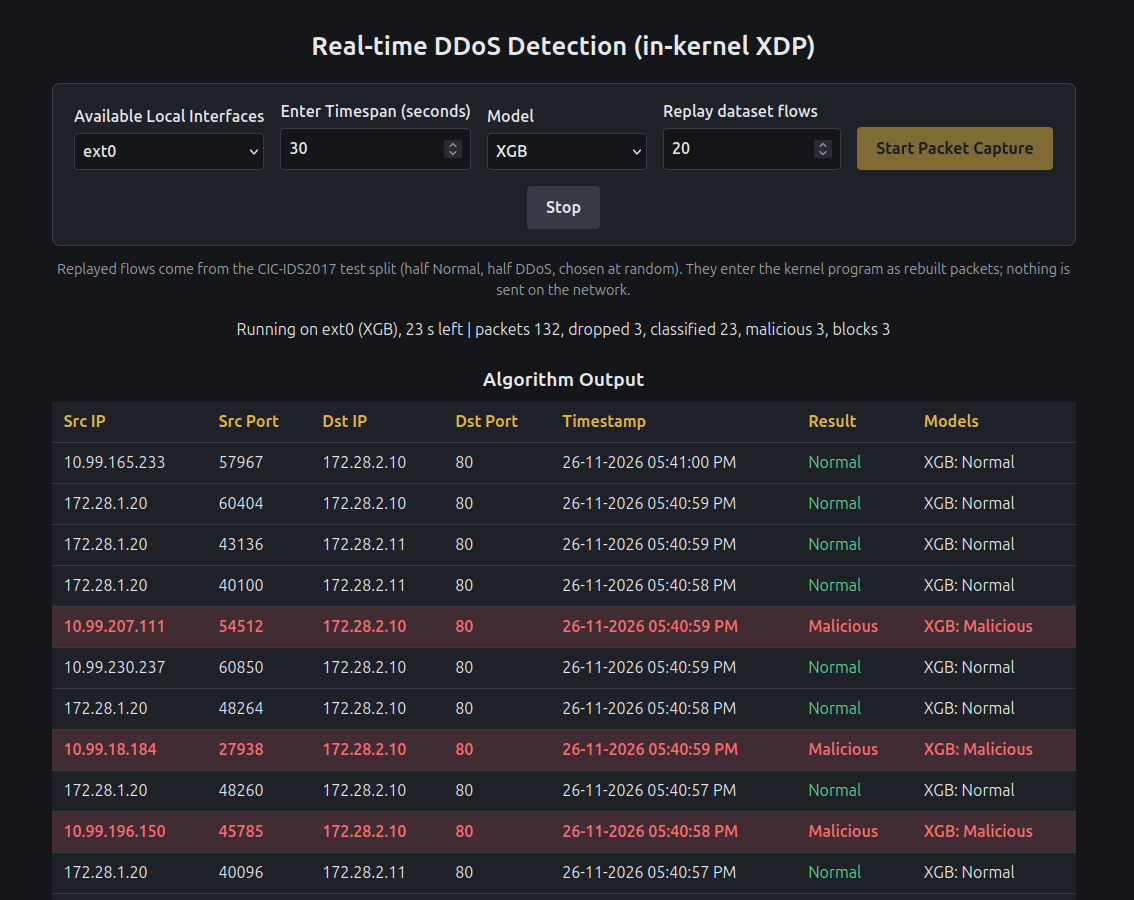 Real-time DDoS Detection (in-kernel XDP)
Available Local Interfaces Enter Timespan (seconds) Model Replay dataset flows
ext0 30 XGB 20 Start Packet Capture
Stop
Replayed flows come from the CIC-IDS2017 test split (half Normal, half DDoS, chosen at random). They enter the kernel program as rebuilt packets; nothing is
sent on the network.
Running on ext0 (XGB), 23 s left | packets 132, dropped 3, classified 23, malicious 3, blocks 3
Algorithm Output
Src IP Src Port Dst IP Dst Port Timestamp Result Models
10.99.165.233 57967 172.28.2.10 80 26-11-2026 05:41:00 PM Normal XGB: Normal
172.28.1.20 60404 172.28.2.10 80 26-11-2026 05:40:59 PM Normal XGB: Normal
172.28.1.20 43136 172.28.2.11 80 26-11-2026 05:40:59 PM Normal XGB: Normal
172.28.1.20 40100 172.28.2.11 80 26-11-2026 05:40:58 PM Normal XGB: Normal
10.99.207.111 54512 172.28.2.10 80 26-11-2026 05:40:59 PM Malicious XGB: Malicious
10.99.230.237 60850 172.28.2.10 80 26-11-2026 05:40:59 PM Normal XGB: Normal
172.28.1.20 48264 172.28.2.10 80 26-11-2026 05:40:58 PM Normal XGB: Normal
10.99.18.184 27938 172.28.2.10 80 26-11-2026 05:40:59 PM Malicious XGB: Malicious
172.28.1.20 48260 172.28.2.10 80 26-11-2026 05:40:57 PM Normal XGB: Normal
10.99.196.150 45785 172.28.2.10 80 26-11-2026 05:40:58 PM Malicious XGB: Malicious
172.28.1.20 40096 172.28.2.11 80 26-11-2026 05:40:57 PM Normal XGB: Normal